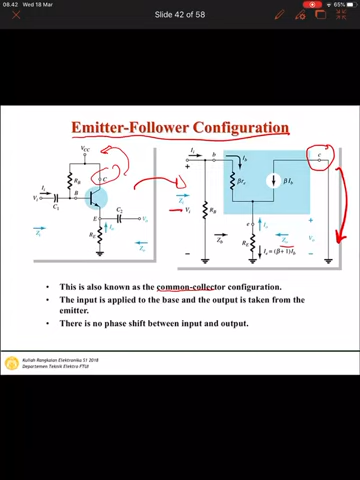 08.42 Wed 18 Mar
65%
Slide 42 of 58
Emitter-Follower Configuration
VCC
RB
C
Ii
Vi
C1
B
E
C2
Vo
Io
RE
Zi
Zo
Ii
b
Ib
c
+
βre
βIb
Zi
Vi
RB
e
Io
+
Zb
Zo
Vo
RE
Ie = (β+1)Ib
–
–
• This is also known as the common-collector configuration.
• The input is applied to the base and the output is taken from the
emitter.
• There is no phase shift between input and output.
Kuliah Rangkaian Elektronika S1 2018
Departemen Teknik Elektro FTUI